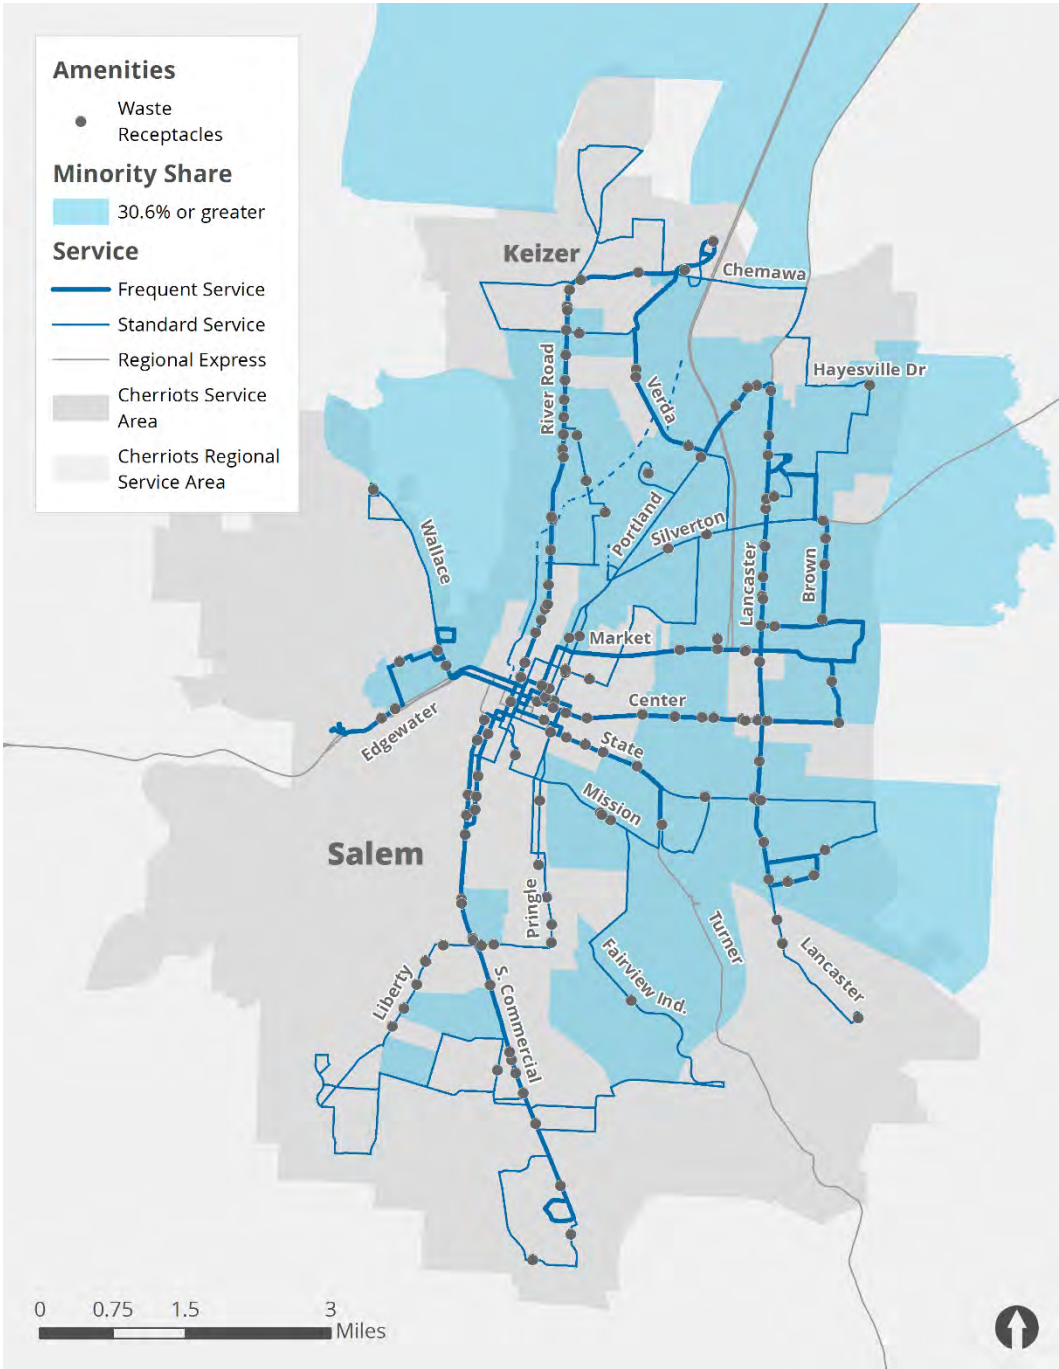 Amenities
Waste
Receptacles
Minority Share
30.6% or greater
Service
Frequent Service
Standard Service
Regional Express
Cherriots Service
Area
Cherriots Regional
Service Area
Keizer
Chemawa
Hayesville Dr
River Road
Verda
Wallace
Portland
Silverton
Lancaster
Brown
Market
Center
Edgewater
State
Mission
Salem
Pringle
Turner
Lancaster
Fairview Ind.
Liberty
S. Commercial
0 0.75 1.5 3
Miles